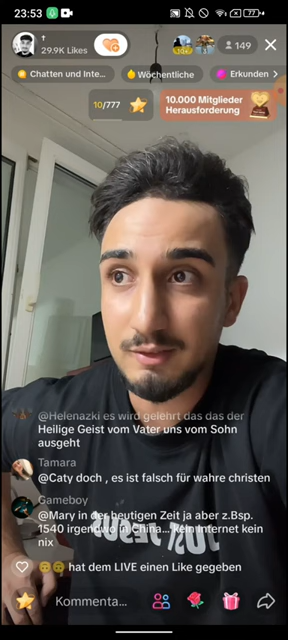 23:53
77
†
29.9K Likes
149
Chatten und Inte...
Wöchentliche
Erkunden
10/777
10.000 Mitglieder
Herausforderung
@Helenazki es wird gelehrt das das der
Heilige Geist vom Vater uns vom Sohn
ausgeht
Tamara
@Caty doch , es ist falsch für wahre christen
Gameboy
@Mary in der heutigen Zeit ja aber z.Bsp.
1540 irgendwo in China... kein Internet kein
nix
hat dem LIVE einen Like gegeben
Kommenta...